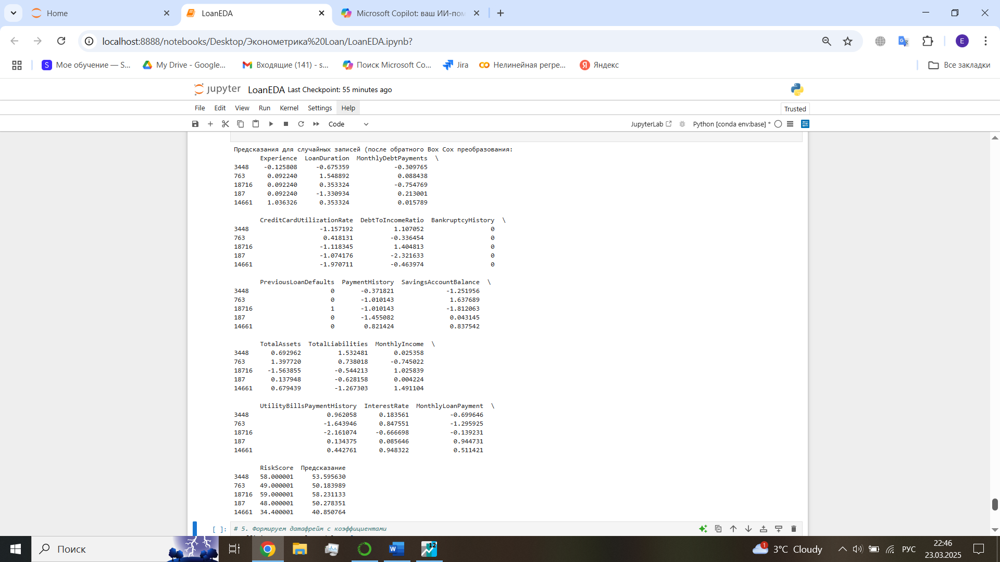 Home
LoanEDA
Microsoft Copilot: ваш ИИ-пом
localhost:8888/notebooks/Desktop/Эконометрика%20Loan/LoanEDA.ipynb?
E
S Мое обучение — S...
My Drive - Google...
Входящие (141) - s...
Поиск Microsoft Co...
Jira
Нелинейная регре...
Я Яндекс
Все закладки
jupyter LoanEDA Last Checkpoint: 55 minutes ago
File Edit View Run Kernel Settings Help
Trusted
Code
JupyterLab
Python [conda env:base] *
Предсказания для случайных записей (после обратного Box Cox преобразования:
Experience LoanDuration MonthlyDebtPayments \
3448 -0.125808 -0.675359 -0.309765
763 0.092240 1.548892 0.088438
18716 0.092240 0.353324 -0.754769
187 0.092240 -1.330934 0.213001
14661 1.036326 0.353324 0.015789
CreditCardUtilizationRate DebtToIncomeRatio BankruptcyHistory \
3448 -1.157192 1.107052 0
763 0.418131 -0.336454 0
18716 -1.118345 1.404813 0
187 -1.074176 -2.321633 0
14661 -1.970711 -0.463974 0
PreviousLoanDefaults PaymentHistory SavingsAccountBalance \
3448 0 -0.371821 -1.251956
763 0 -1.010143 1.637689
18716 1 -1.010143 -1.812063
187 0 -1.455082 0.043145
14661 0 0.821424 0.837542
TotalAssets TotalLiabilities MonthlyIncome \
3448 0.692962 1.532481 0.025358
763 1.397720 0.738018 -0.745022
18716 -1.563855 -0.544213 1.025839
187 0.137948 -0.628158 0.004224
14661 0.679439 -1.267303 1.491104
UtilityBillsPaymentHistory InterestRate MonthlyLoanPayment \
3448 0.962058 0.183561 -0.699646
763 -1.643946 0.847551 -1.295925
18716 -2.161074 -0.666698 -0.139231
187 0.134375 0.085646 0.944731
14661 0.442761 0.948322 0.511421
RiskScore Предсказание
3448 58.000001 53.595630
763 49.000001 50.183989
18716 59.000001 58.231133
187 48.000001 50.278351
14661 34.400001 40.850764
[ ]: # 5. Формируем датафрейм с коэффициентами
Поиск
12
1
3°C Cloudy
РУС
22:46
23.03.2025